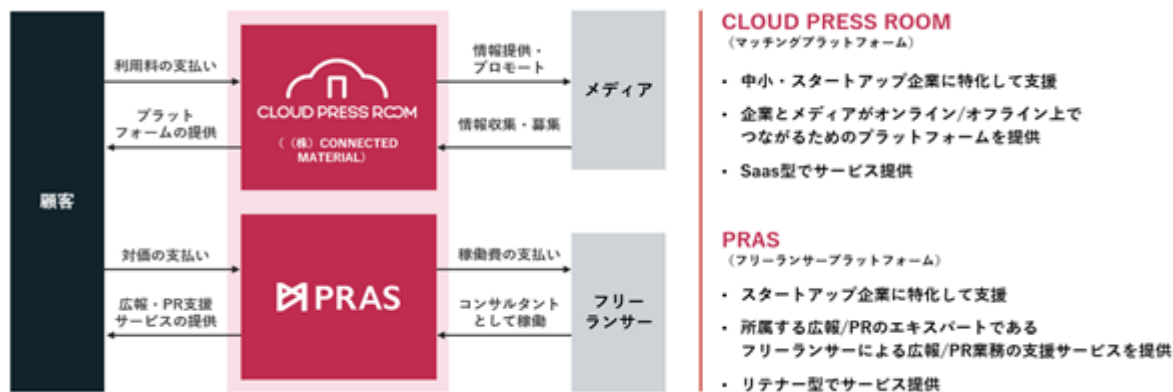 顧客
利用料の支払い
プラット
フォームの提供
CLOUD PRESS ROOM
（（株）CONNECTED
MATERIAL）
情報提供・
プロモート
情報収集・募集
メディア
対価の支払い
広報・PR支援
サービスの提供
PRAS
稼働費の支払い
コンサルタント
として稼働
フリー
ランサー
CLOUD PRESS ROOM
（マッチングプラットフォーム）
・ 中小・スタートアップ企業に特化して支援
・ 企業とメディアがオンライン/オフライン上で
つながるためのプラットフォームを提供
・ Saas型でサービス提供
PRAS
（フリーランサープラットフォーム）
・ スタートアップ企業に特化して支援
・ 所属する広報/PRのエキスパートである
フリーランサーによる広報/PR業務の支援サービスを提供
・ リテナー型でサービス提供